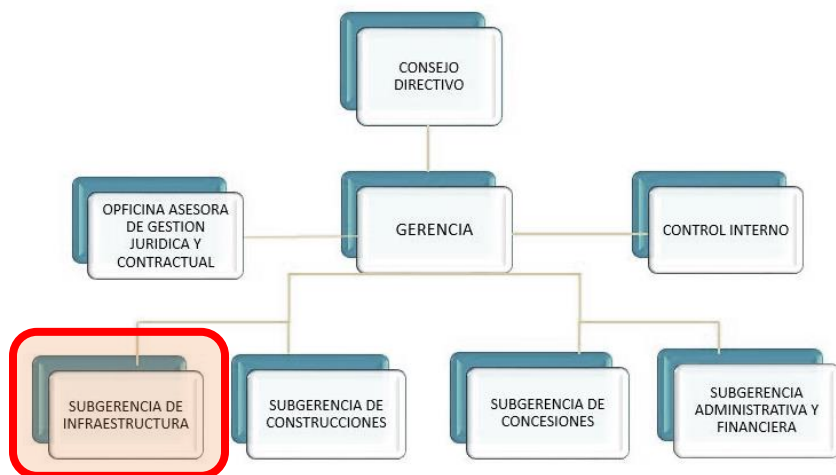 CONSEJO
DIRECTIVO
OPFICINA ASESORA
DE GESTION
JURIDICA Y
CONTRACTUAL
GERENCIA
CONTROL INTERNO
SUBGERENCIA DE
INFRAESTRUCTURA
SUBGERENCIA DE
CONSTRUCCIONES
SUBGERENCIA DE
CONCESIONES
SUBGERENCIA
ADMINISTRATIVA Y
FINANCIERA